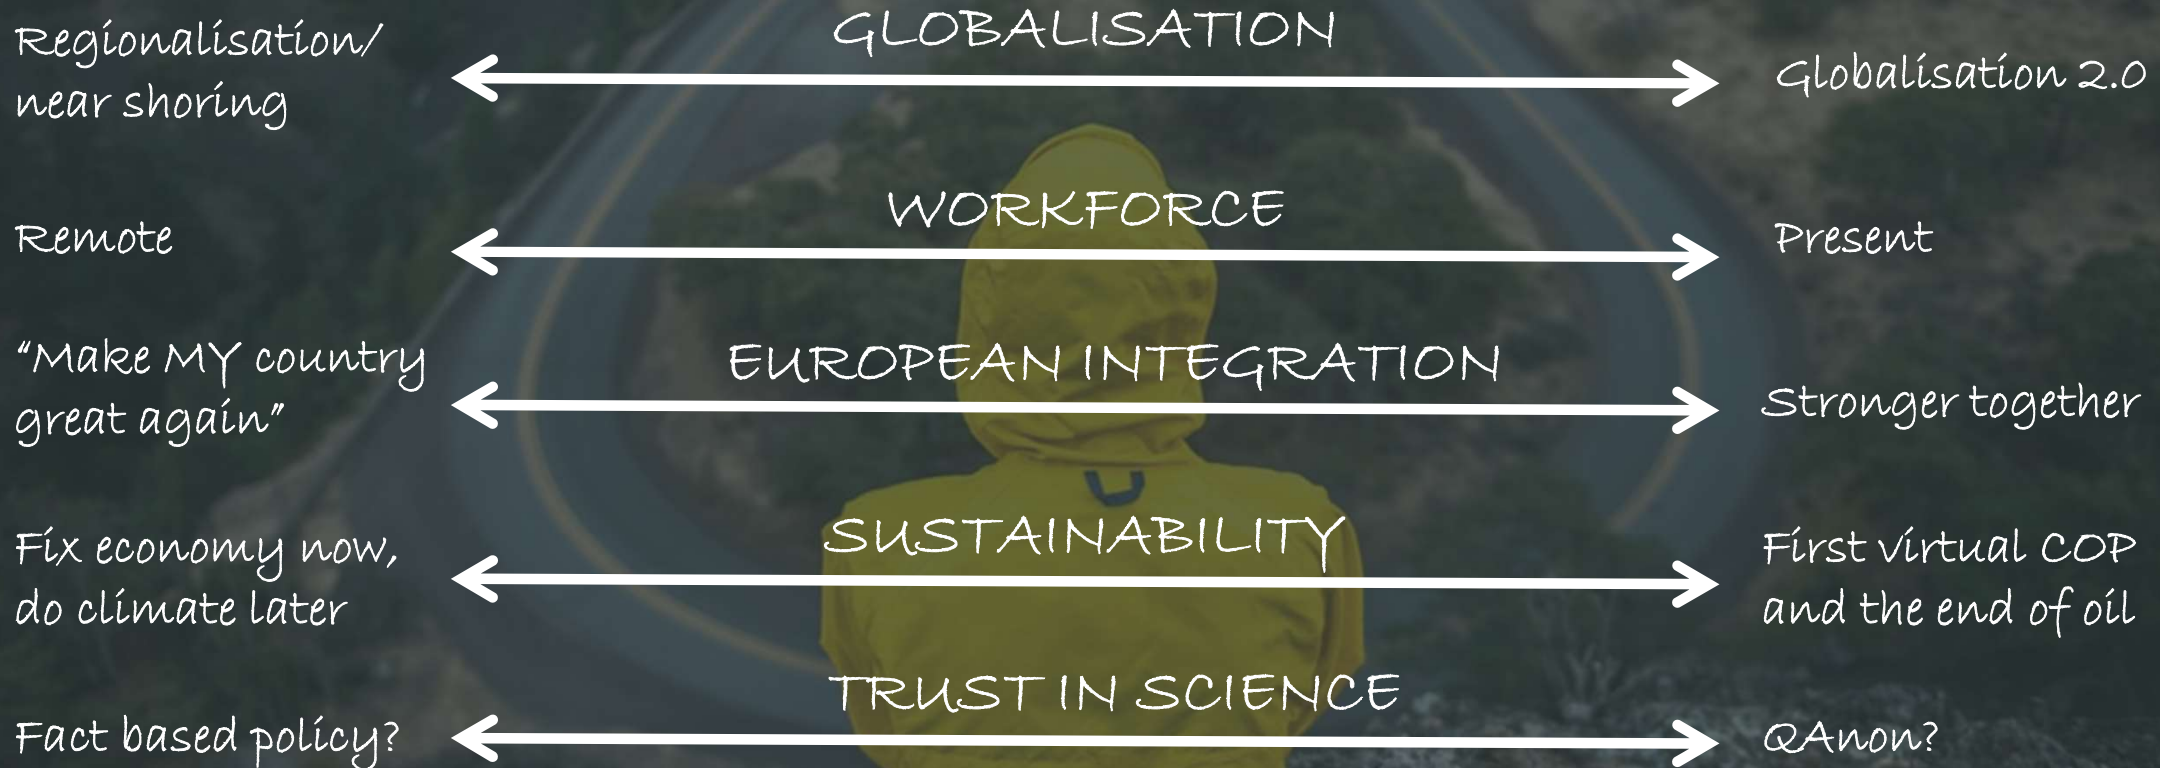 GLOBALISATION
Regionalisation/
near shoring
Globalisation 2.0
WORKFORCE
Remote
Present
EUROPEAN INTEGRATION
"Make MY country
great again"
Stronger together
SUSTAINABILITY
Fix economy now,
do climate later
First virtual COP
and the end of oil
TRUST IN SCIENCE
Fact based policy?
QAnon?